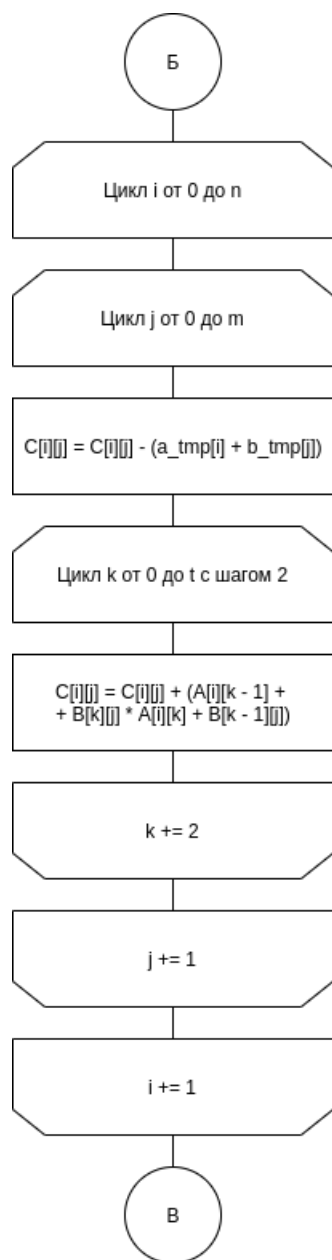 Б
Цикл i от 0 до n
Цикл j от 0 до m
C[i][j] = C[i][j] - (a_tmp[i] + b_tmp[j])
Цикл k от 0 до t с шагом 2
C[i][j] = C[i][j] + (A[i][k - 1] +
+ B[k][j] * A[i][k] + B[k - 1][j])
k += 2
j += 1
i += 1
В